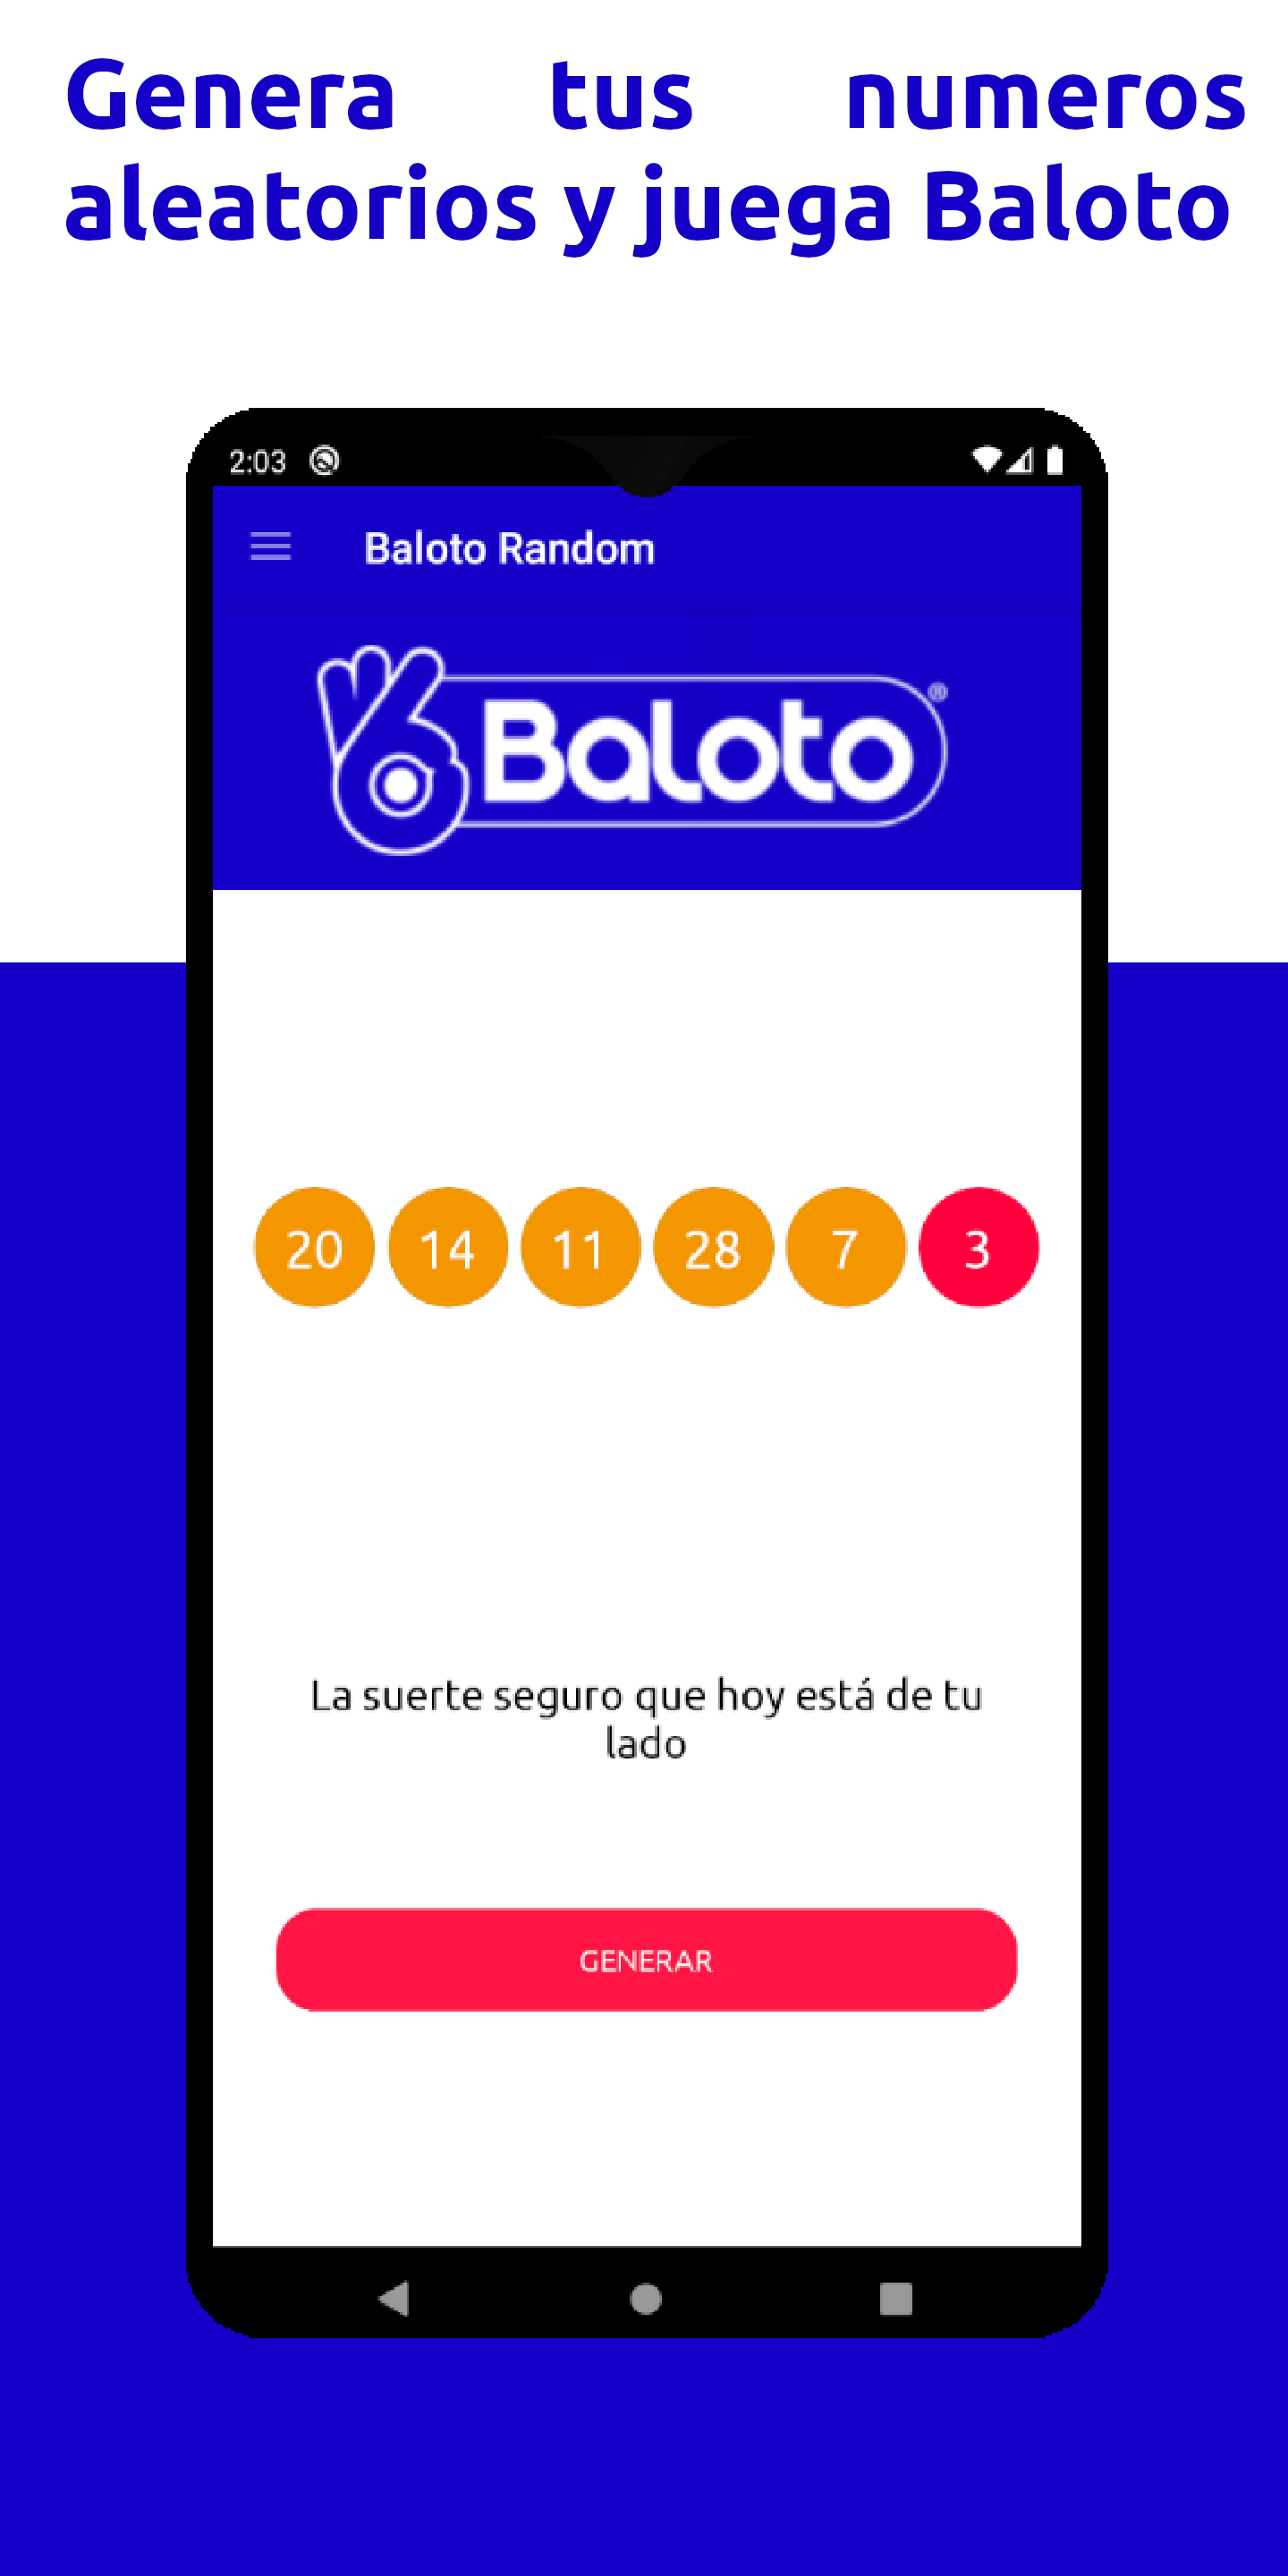 Genera tus numeros
aleatorios y juega Baloto
2:03
Baloto Random
Baloto®
20 14 11 28 7 3
La suerte seguro que hoy está de tu
lado
GENERAR